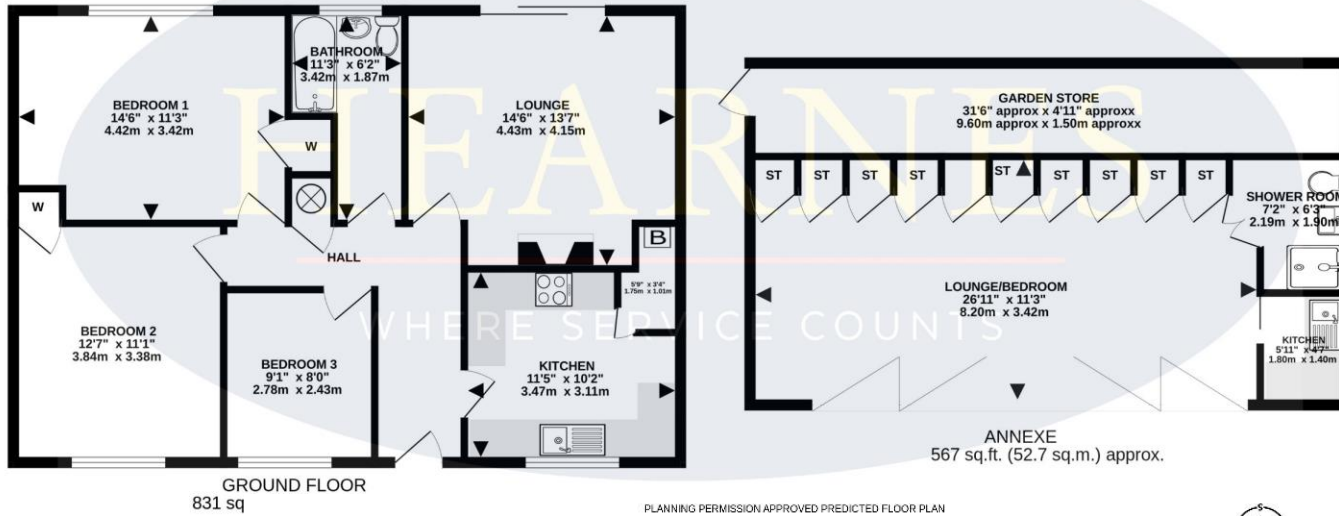 BEDROOM 1
14'6" x 11'3"
4.42m x 3.42m
BATHROOM
11'3" x 6'2"
3.42m x 1.87m
LOUNGE
14'6" x 13'7"
4.43m x 4.15m
W
W
HALL
BEDROOM 2
12'7" x 11'1"
3.84m x 3.38m
BEDROOM 3
9'1" x 8'0"
2.78m x 2.43m
B
5'9" x 3'4"
1.75m x 1.01m
KITCHEN
11'5" x 10'2"
3.47m x 3.11m
GROUND FLOOR
831 sq
GARDEN STORE
31'6" approx x 4'11" approxx
9.60m approx x 1.50m approxx
ST ST ST ST ST ST ST ST ST
SHOWER ROOM
7'2" x 6'3"
2.19m x 1.90m
LOUNGE/BEDROOM
26'11" x 11'3"
8.20m x 3.42m
KITCHEN
5'11" x 4'7"
1.80m x 1.40m
ANNEXE
567 sq.ft. (52.7 sq.m.) approx.
HEARNES
WHERE SERVICE COUNTS
PLANNING PERMISSION APPROVED PREDICTED FLOOR PLAN
S